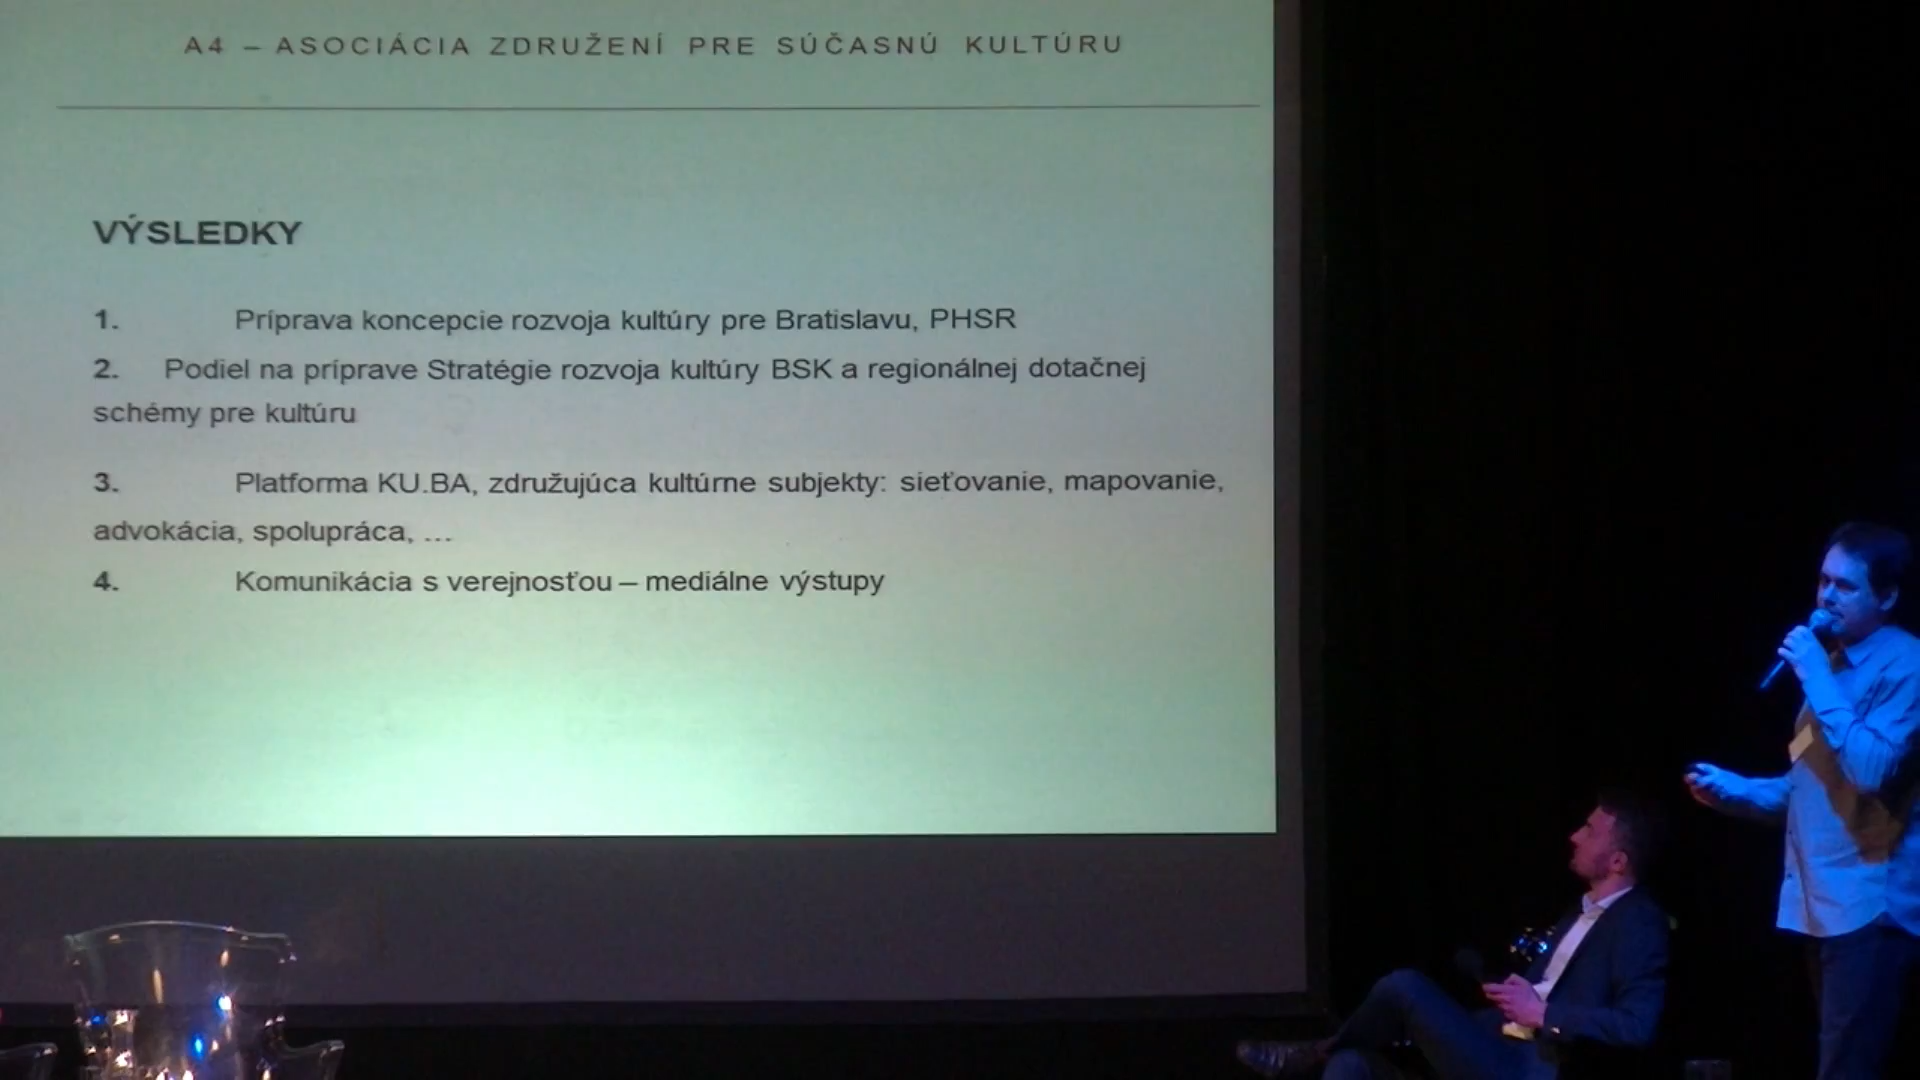 A4 – ASOCIÁCIA ZDRUŽENÍ PRE SÚČASNÚ KULTÚRU
VÝSLEDKY
1. Príprava koncepcie rozvoja kultúry pre Bratislavu, PHSR
2. Podiel na príprave Stratégie rozvoja kultúry BSK a regionálnej dotačnej
schémy pre kultúru
3. Platforma KU.BA, združujúca kultúrne subjekty: sieťovanie, mapovanie,
advokácia, spolupráca, ...
4. Komunikácia s verejnosťou – mediálne výstupy